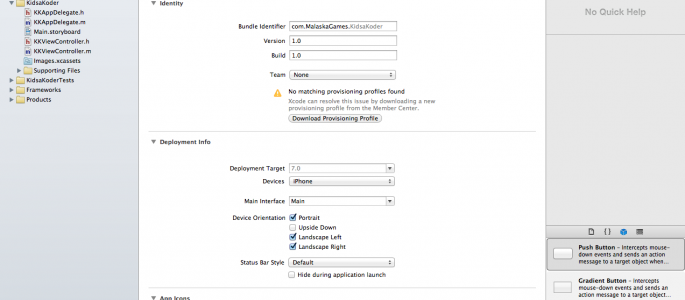 KidsaKoder
KKAppDelegate.h
KKAppDelegate.m
Main.storyboard
KKViewController.h
KKViewController.m
Images.xcassets
Supporting Files
KidsaKoderTests
Frameworks
Products
Identity
Bundle Identifier com.MalaskaGames.KidsaKoder
Version 1.0
Build 1.0
Team None
No matching provisioning profiles found
Xcode can resolve this issue by downloading a new
provisioning profile from the Member Center.
Download Provisioning Profile
Deployment Info
Deployment Target 7.0
Devices iPhone
Main Interface Main
Device Orientation Portrait
Upside Down
Landscape Left
Landscape Right
Status Bar Style Default
Hide during application launch
App Icons
No Quick Help
{ }
Push Button - Intercepts mouse-
down events and sends an action
message to a target object when...
Gradient Button - Intercepts
mouse-down events and sends an